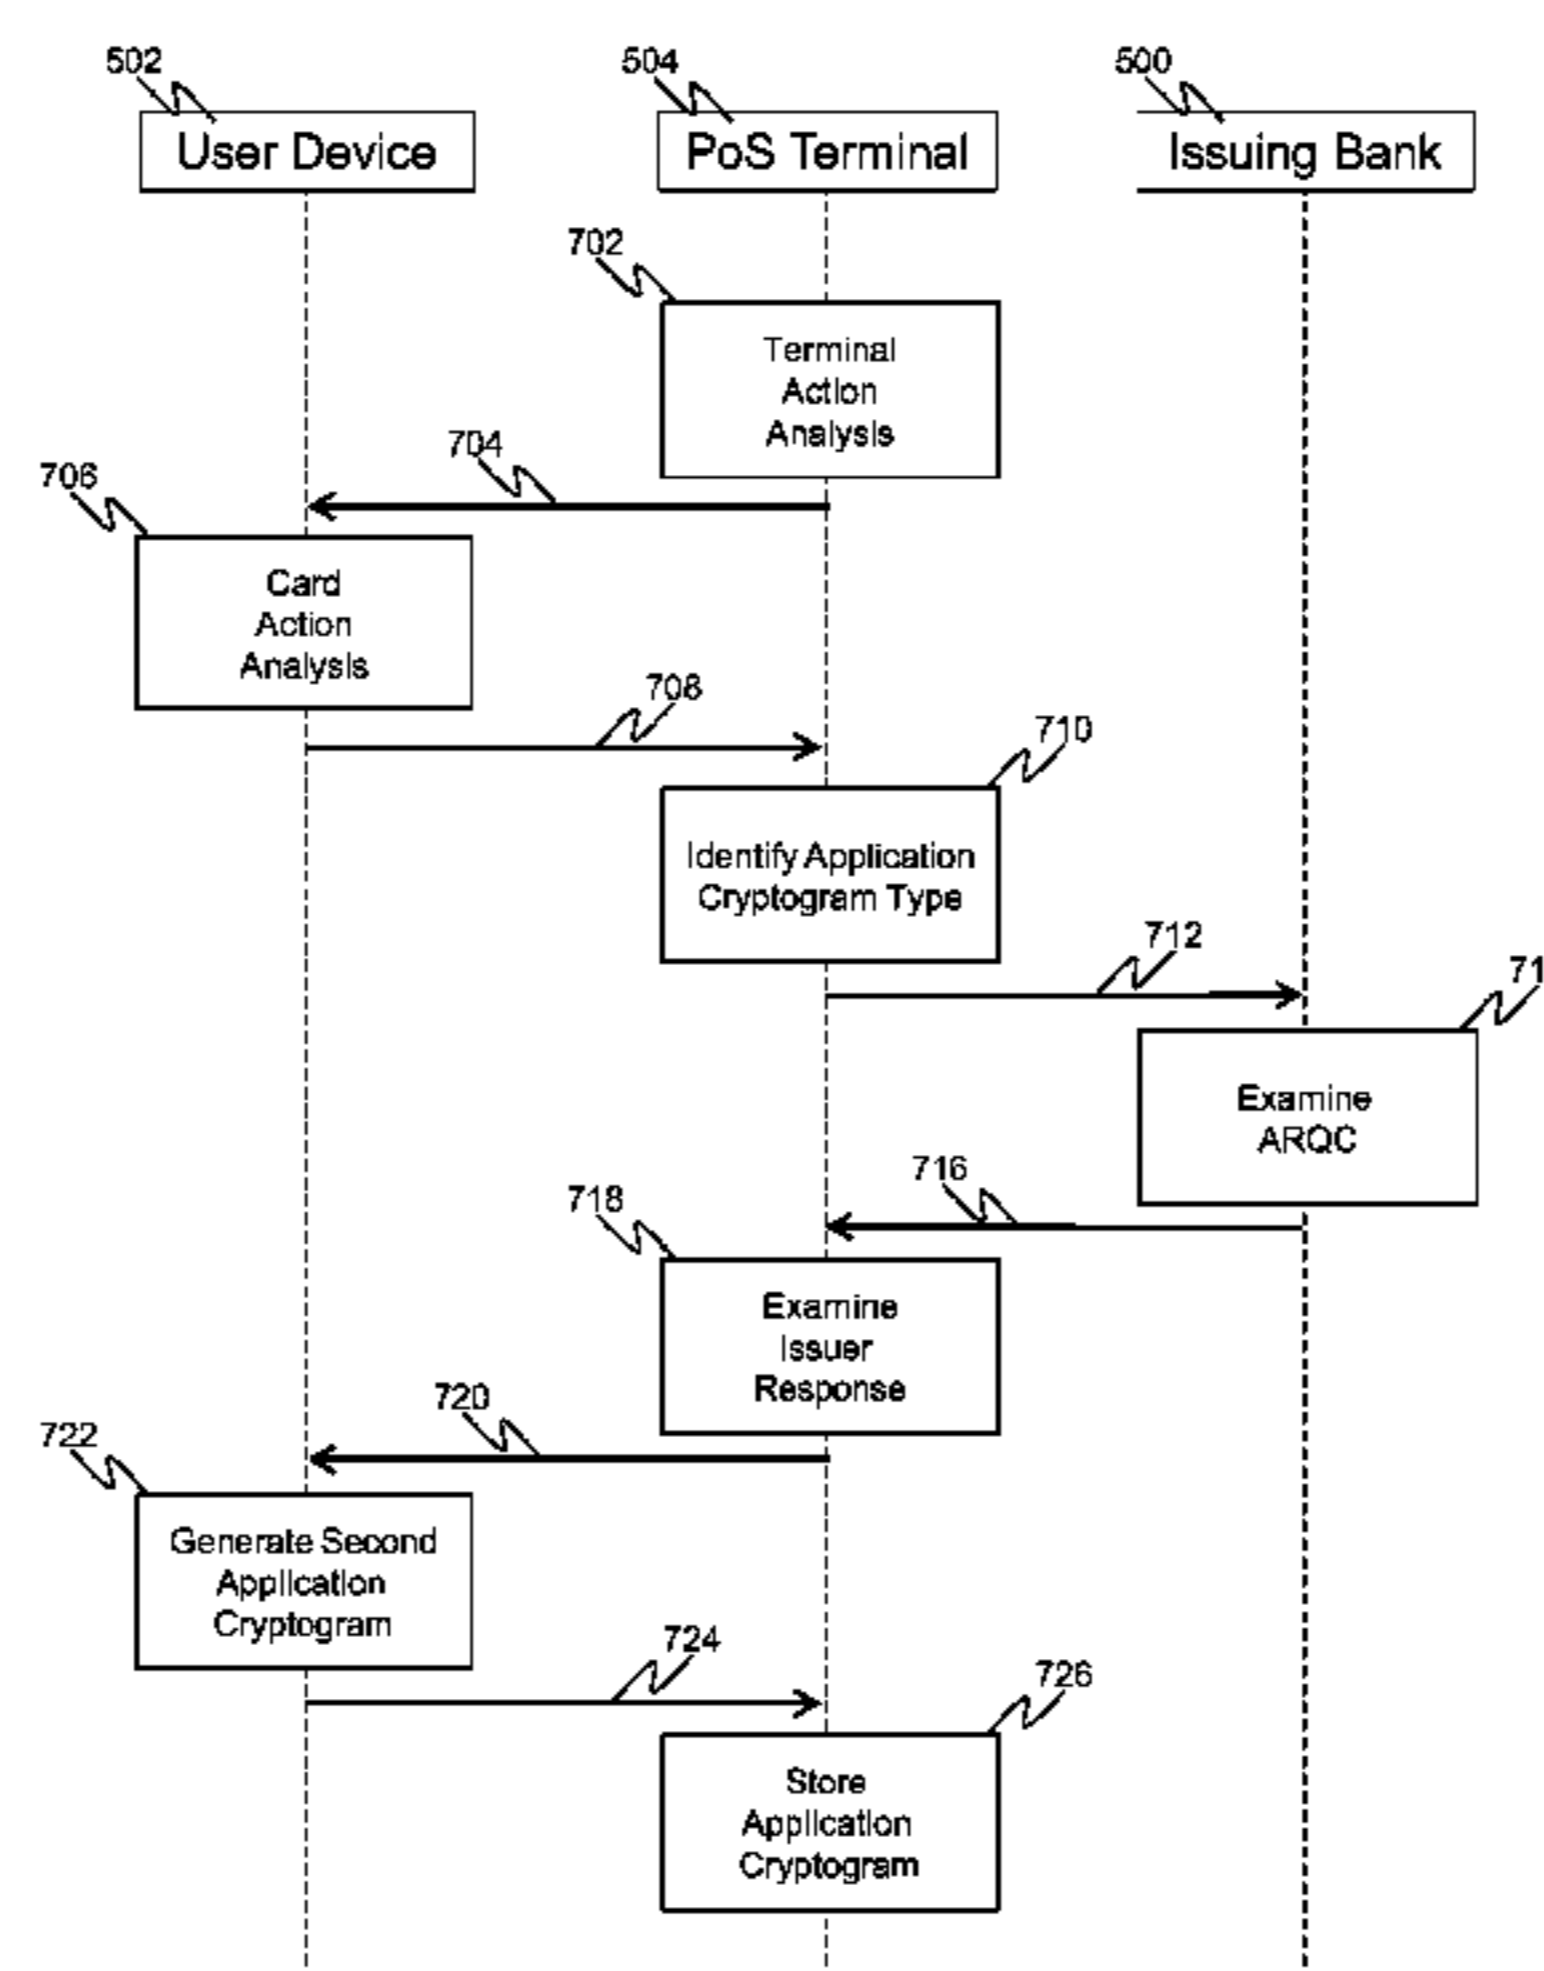 502
504
500
User Device
PoS Terminal
Issuing Bank
702
Terminal
Action
Analysis
704
706
Card
Action
Analysis
708
710
Identify Application
Cryptogram Type
712
71
Examine
ARQC
716
718
Examine
Issuer
Response
720
722
Generate Second
Application
Cryptogram
724
726
Store
Application
Cryptogram